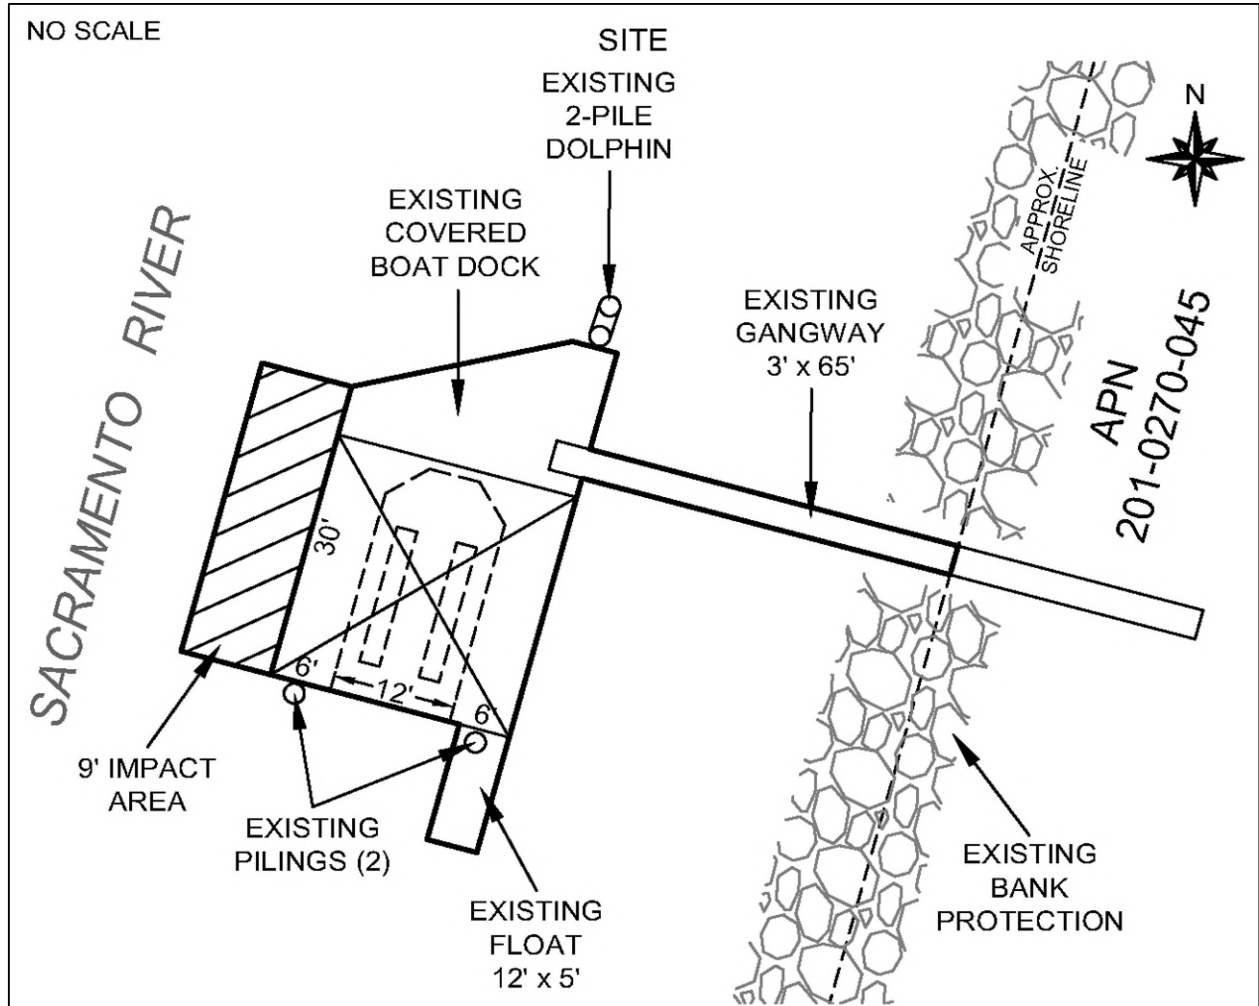 NO SCALE
SITE
EXISTING
2-PILE
DOLPHIN
N
EXISTING
COVERED
BOAT DOCK
APPROX.
SHORELINE
SACRAMENTO RIVER
EXISTING
GANGWAY
3' x 65'
APN
201-0270-045
30'
6'
12'
6'
9' IMPACT
AREA
EXISTING
PILINGS (2)
EXISTING
FLOAT
12' x 5'
EXISTING
BANK
PROTECTION